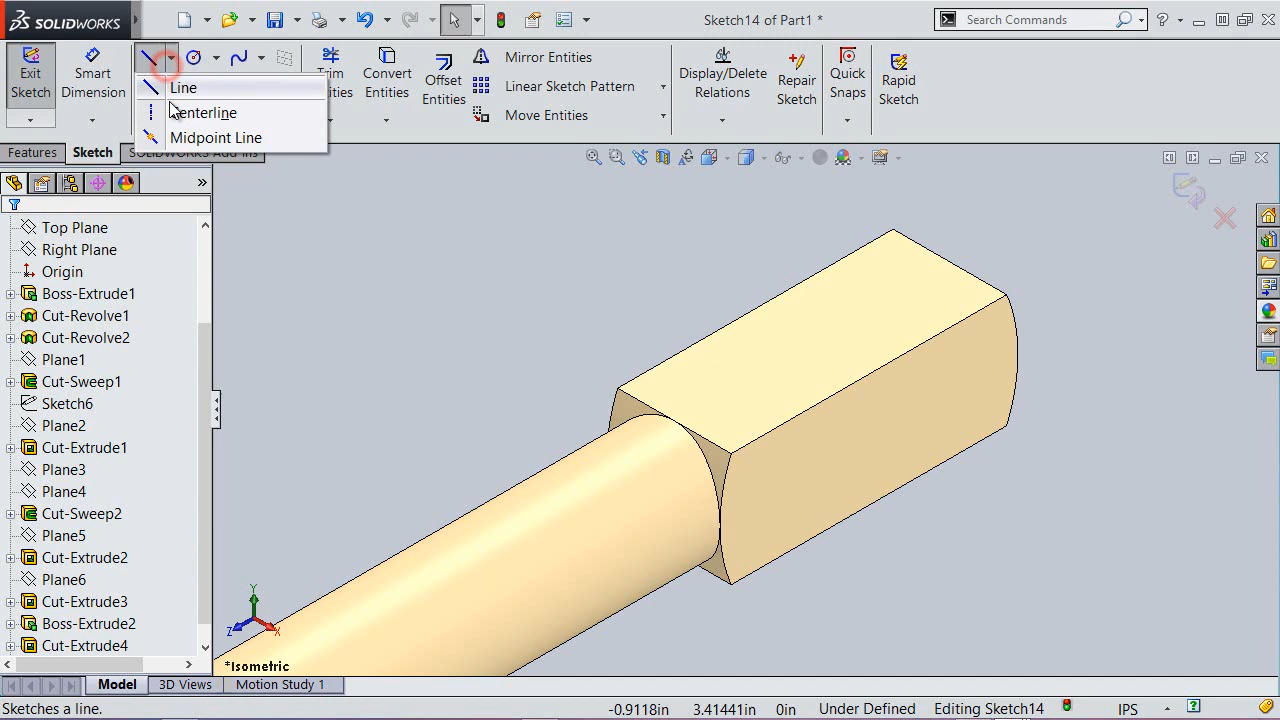 SOLIDWORKS
Sketch14 of Part1 *
Search Commands
?
Exit
Sketch
Smart
Dimension
Line
Centerline
Midpoint Line
Trim
Entities
Convert
Entities
Offset
Entities
Mirror Entities
Linear Sketch Pattern
Move Entities
Display/Delete
Relations
Repair
Sketch
Quick
Snaps
Rapid
Sketch
Features
Sketch
SOLIDWORKS Add-Ins
»
Top Plane
Right Plane
Origin
Boss-Extrude1
Cut-Revolve1
Cut-Revolve2
Plane1
Cut-Sweep1
Sketch6
Plane2
Cut-Extrude1
Plane3
Plane4
Cut-Sweep2
Plane5
Cut-Extrude2
Plane6
Cut-Extrude3
Boss-Extrude2
Cut-Extrude4
Y
Z
X
*Isometric
Model
3D Views
Motion Study 1
Sketches a line.
-0.9118in
3.41441in
0in
Under Defined
Editing Sketch14
IPS
?